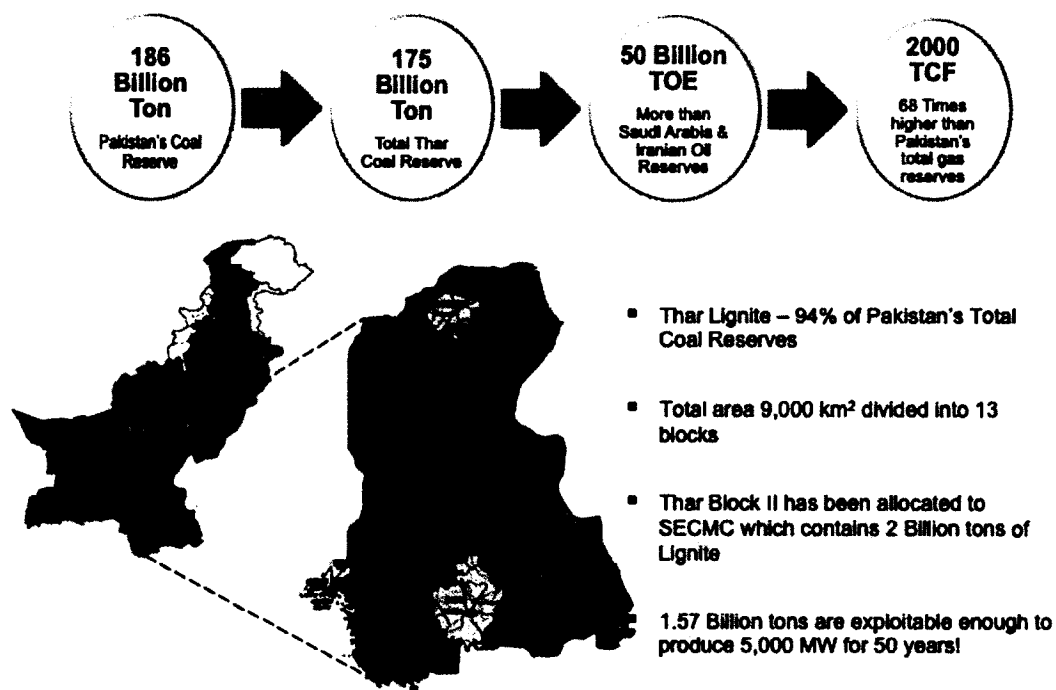 186
Billion
Ton
Pakistan's Coal
Reserve
175
Billion
Ton
Total Thar
Coal Reserve
50 Billion
TOE
More than
Saudi Arabia &
Iranian Oil
Reserves
2000
TCF
68 Times
higher than
Pakistan's
total gas
reserves
▪ Thar Lignite – 94% of Pakistan's Total
Coal Reserves
▪ Total area 9,000 km² divided into 13
blocks
▪ Thar Block II has been allocated to
SECMC which contains 2 Billion tons of
Lignite
▪ 1.57 Billion tons are exploitable enough to
produce 5,000 MW for 50 years!